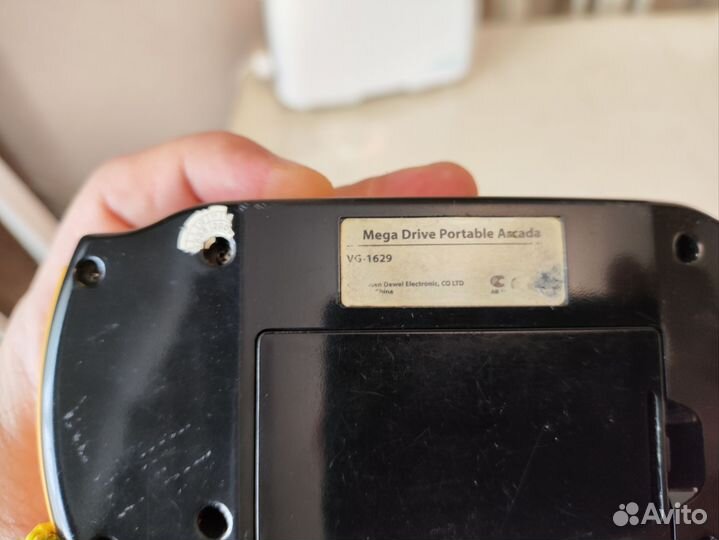 Mega Drive Portable Arcada
VG-1629
Dewel Electronic, CO LTD
China
Avito